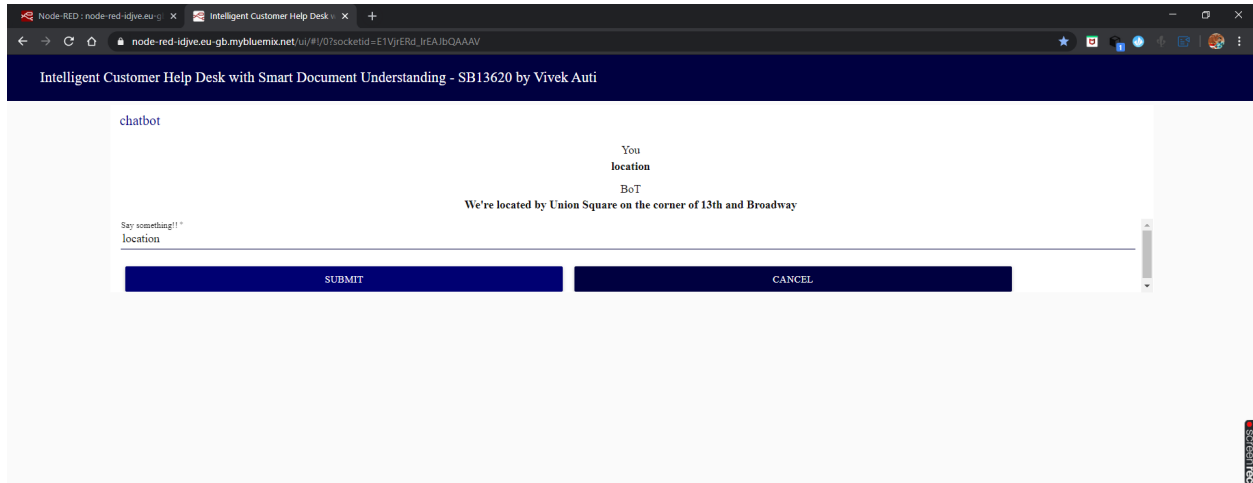 Node-RED : node-red-idjve.eu-g
Intelligent Customer Help Desk w
node-red-idjve.eu-gb.mybluemix.net/ui/#!/0?socketid=E1VjrERd_lrEAJbQAAAV
Intelligent Customer Help Desk with Smart Document Understanding - SB13620 by Vivek Auti
chatbot
You
location
BoT
We're located by Union Square on the corner of 13th and Broadway
Say something!! *
location
SUBMIT
CANCEL
screenrec